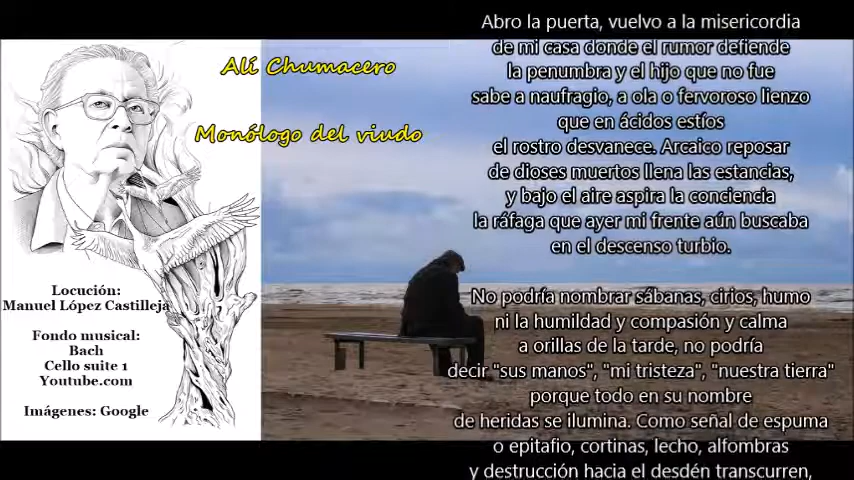 Alí Chumacero
Monólogo del viudo
Locución:
Manuel López Castilleja
Fondo musical:
Bach
Cello suite 1
Youtube.com
Imágenes: Google
Abro la puerta, vuelvo a la misericordia
de mi casa donde el rumor defiende
la penumbra y el hijo que no fue
sabe a naufragio, a ola o fervoroso lienzo
que en ácidos estíos
el rostro desvanece. Arcaico reposar
de dioses muertos llena las estancias,
y bajo el aire aspira la conciencia
la ráfaga que ayer mi frente aún buscaba
en el descenso turbio.
No podría nombrar sábanas, cirios, humo
ni la humildad y compasión y calma
a orillas de la tarde, no podría
decir "sus manos", "mi tristeza", "nuestra tierra"
porque todo en su nombre
de heridas se ilumina. Como señal de espuma
o epitafio, cortinas, lecho, alfombras
y destrucción hacia el desdén transcurren,